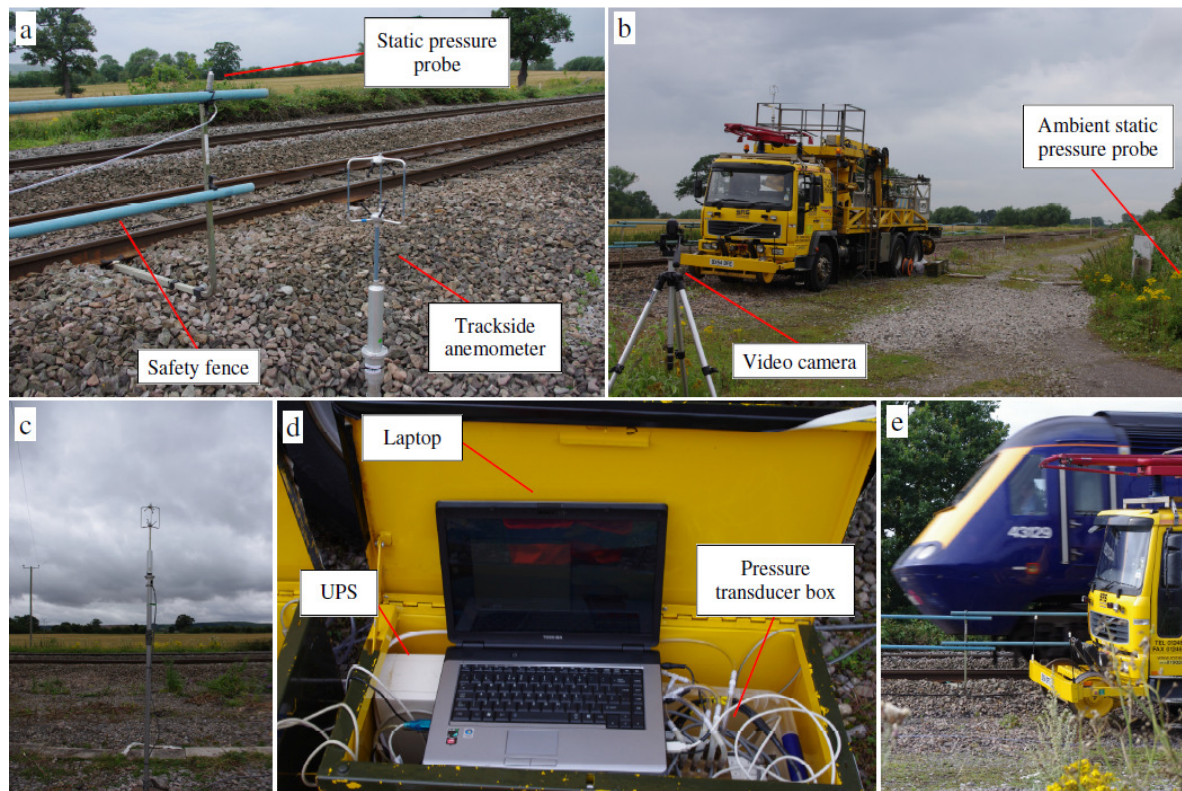 a
Static pressure
probe
Trackside
anemometer
Safety fence
b
Ambient static
pressure probe
Video camera
c
d
Laptop
UPS
Pressure
transducer box
TOSHIBA
e
43129
SRS